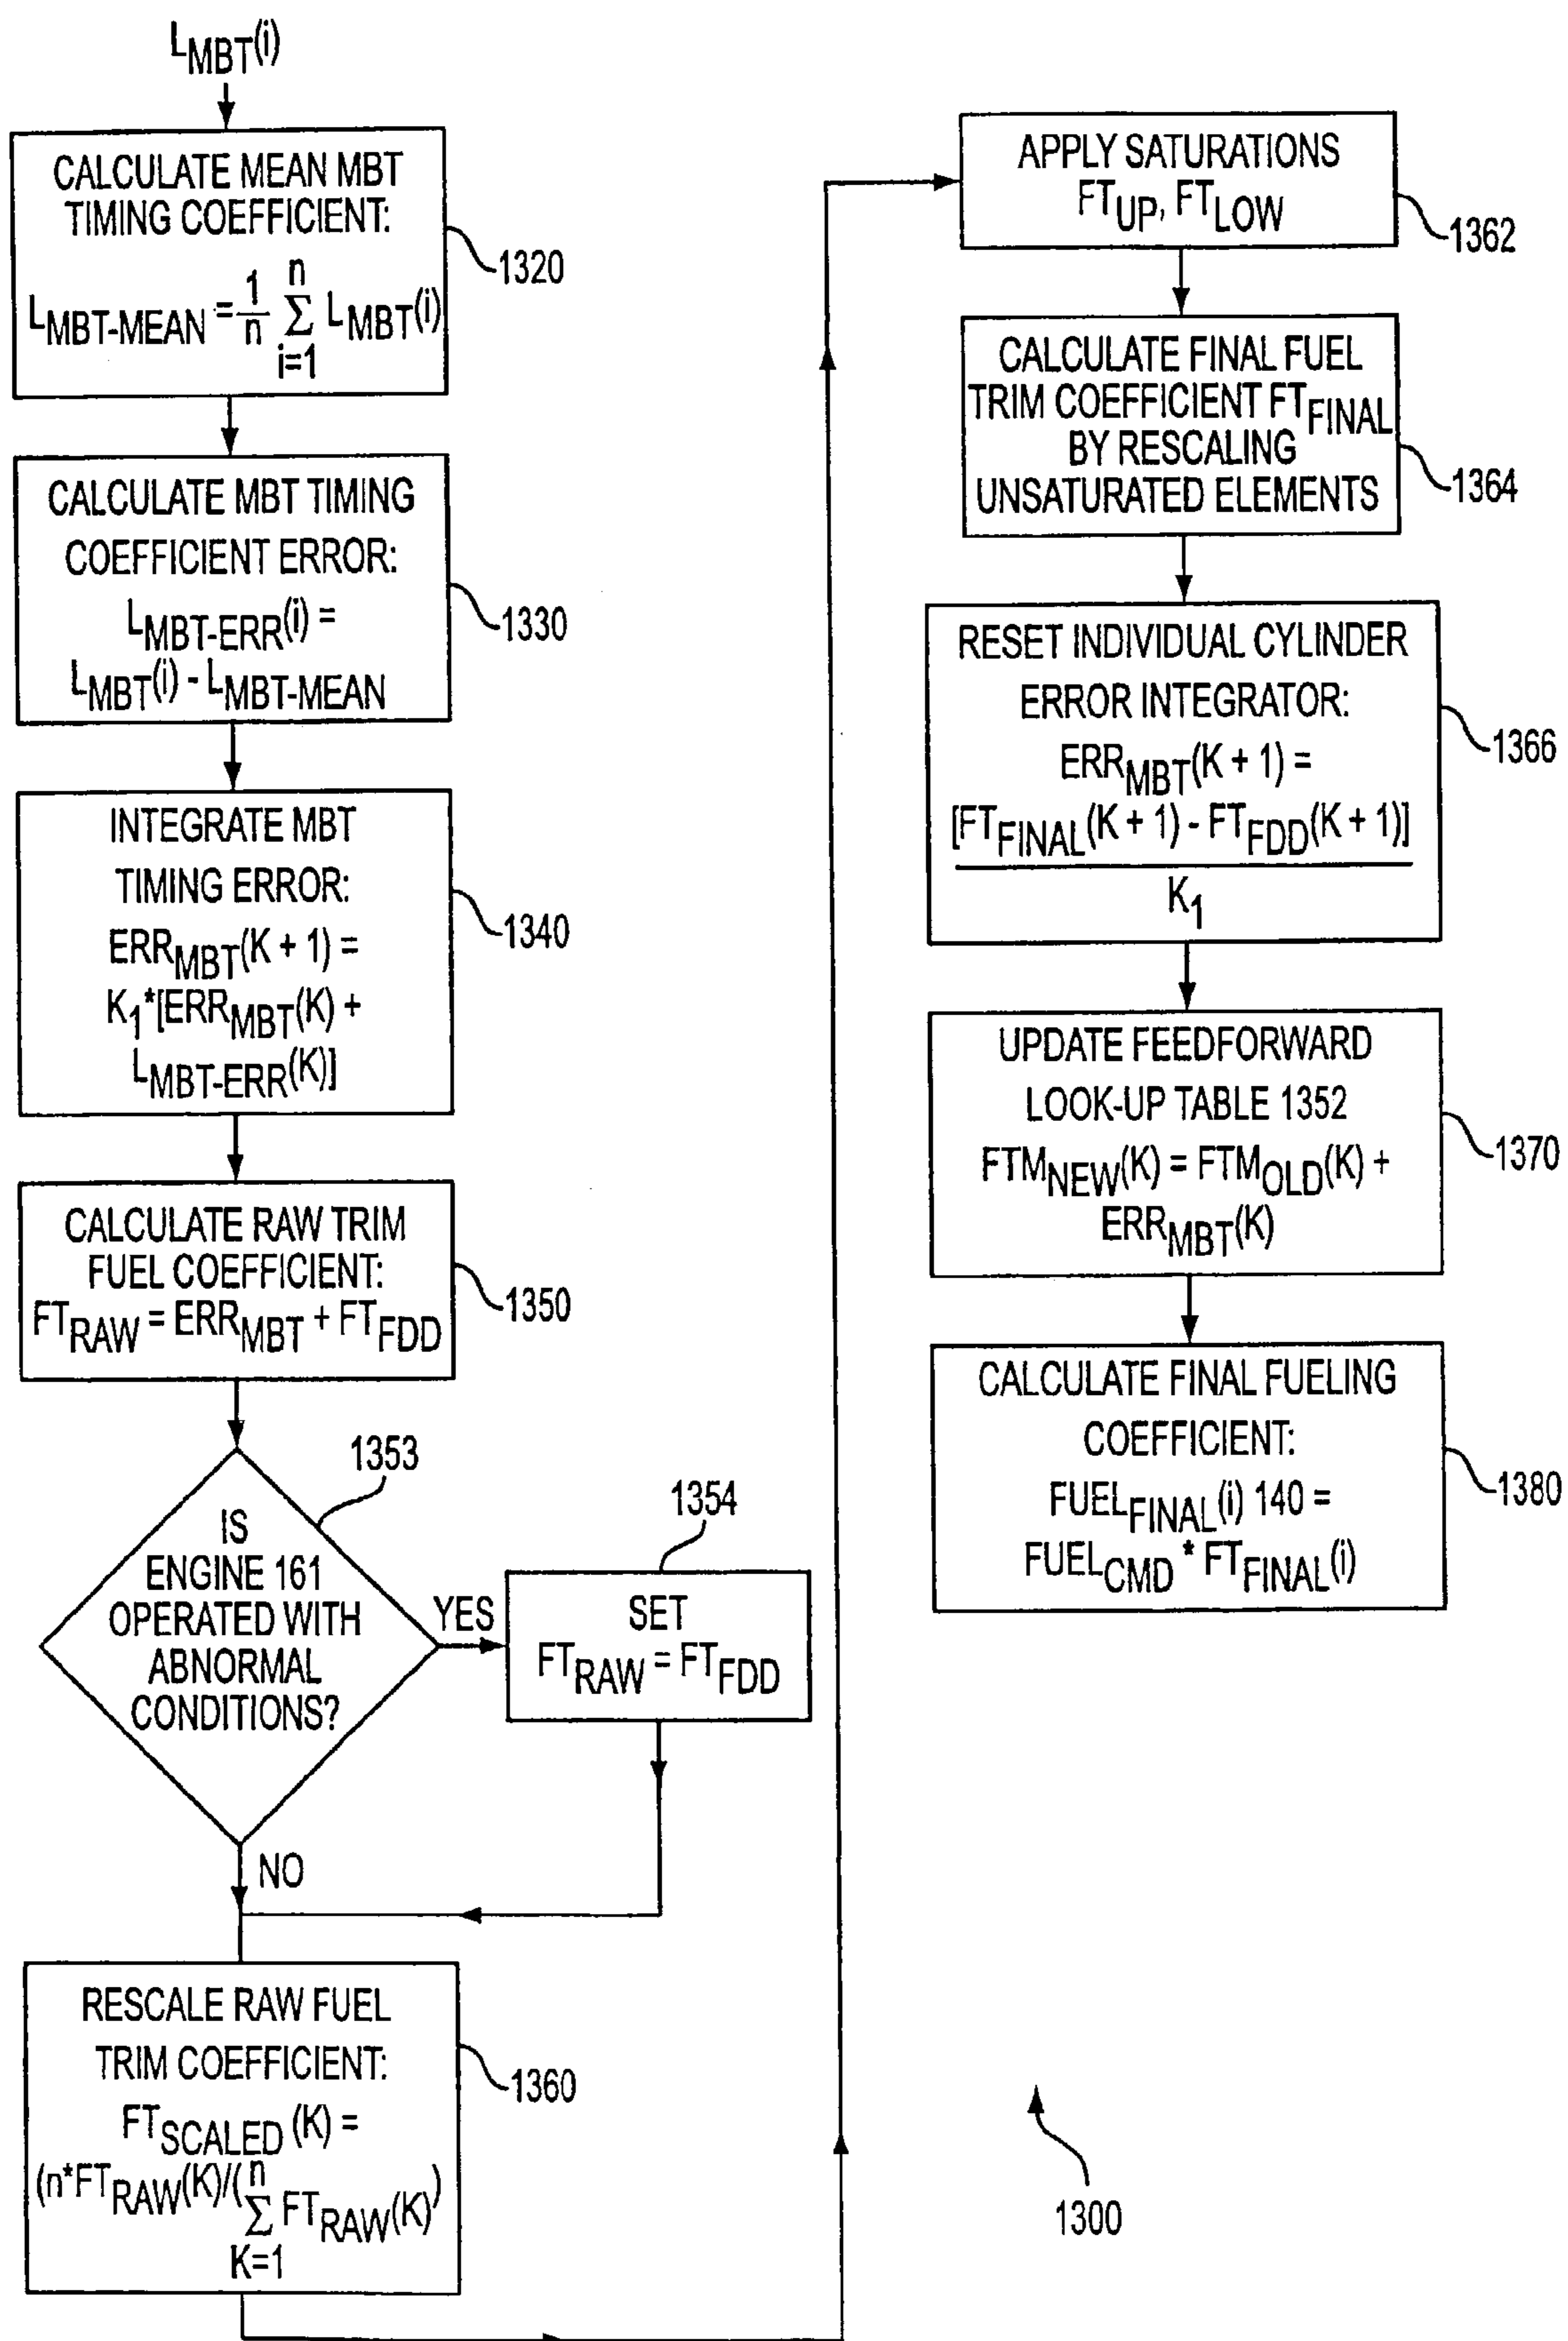 LMBT(i)
CALCULATE MEAN MBT
TIMING COEFFICIENT:
LMBT-MEAN = 1/n Σ LMBT(i)
n
i=1
1320
CALCULATE MBT TIMING
COEFFICIENT ERROR:
LMBT-ERR(i) =
LMBT(i) - LMBT-MEAN
1330
INTEGRATE MBT
TIMING ERROR:
ERRMBT(K + 1) =
K1*[ERRMBT(K) +
LMBT-ERR(K)]
1340
CALCULATE RAW TRIM
FUEL COEFFICIENT:
FTRAW = ERRMBT + FTFDD
1350
1353
IS
ENGINE 161
OPERATED WITH
ABNORMAL
CONDITIONS?
YES
NO
1354
SET
FTRAW = FTFDD
RESCALE RAW FUEL
TRIM COEFFICIENT:
FTSCALED (K) =
(n*FTRAW(K)/(Σ FTRAW(K))
n
K=1
1360
APPLY SATURATIONS
FTUP, FTLOW
1362
CALCULATE FINAL FUEL
TRIM COEFFICIENT FTFINAL
BY RESCALING
UNSATURATED ELEMENTS
1364
RESET INDIVIDUAL CYLINDER
ERROR INTEGRATOR:
ERRMBT(K + 1) =
[FTFINAL(K + 1) - FTFDD(K + 1)]
K1
1366
UPDATE FEEDFORWARD
LOOK-UP TABLE 1352
FTMNEW(K) = FTMOLD(K) +
ERRMBT(K)
1370
CALCULATE FINAL FUELING
COEFFICIENT:
FUELFINAL(i) 140 =
FUELCMD * FTFINAL(i)
1380
1300